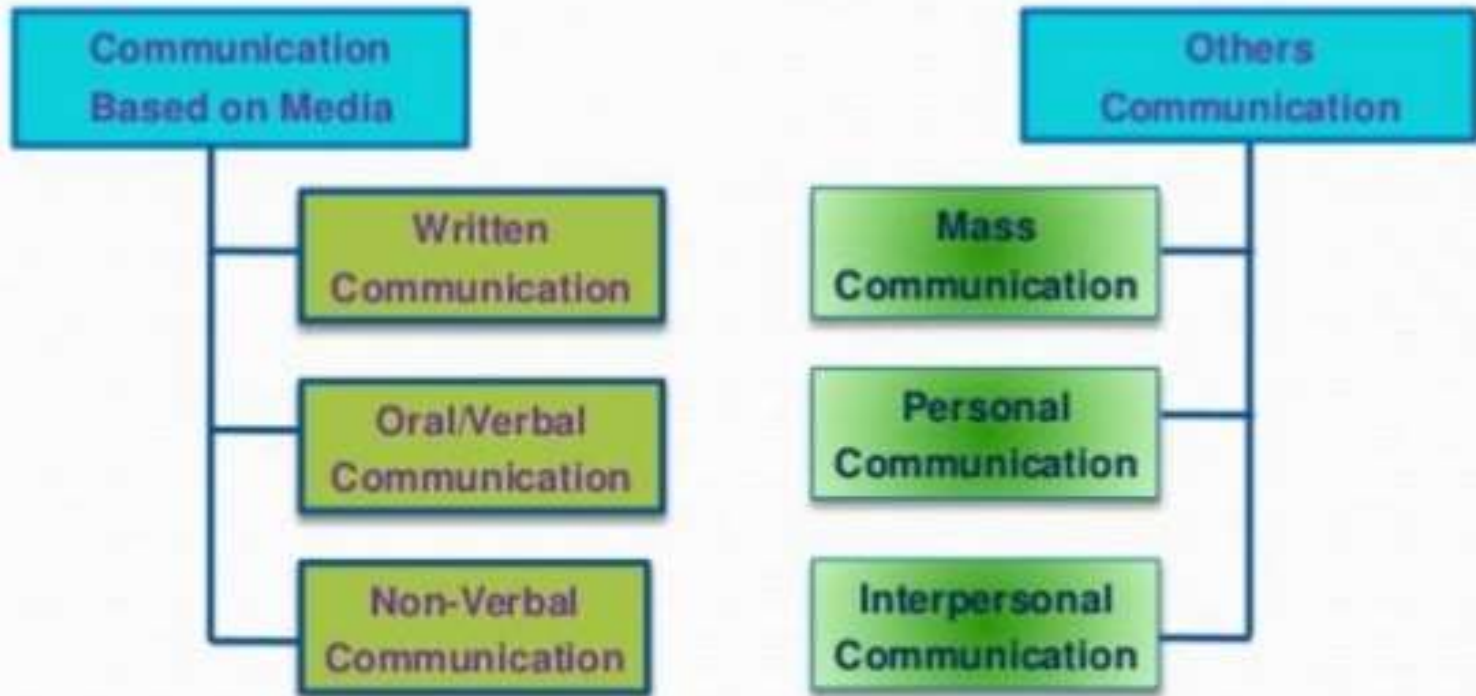 Communication
Based on Media
Written
Communication
Oral/Verbal
Communication
Non-Verbal
Communication
Others
Communication
Mass
Communication
Personal
Communication
Interpersonal
Communication